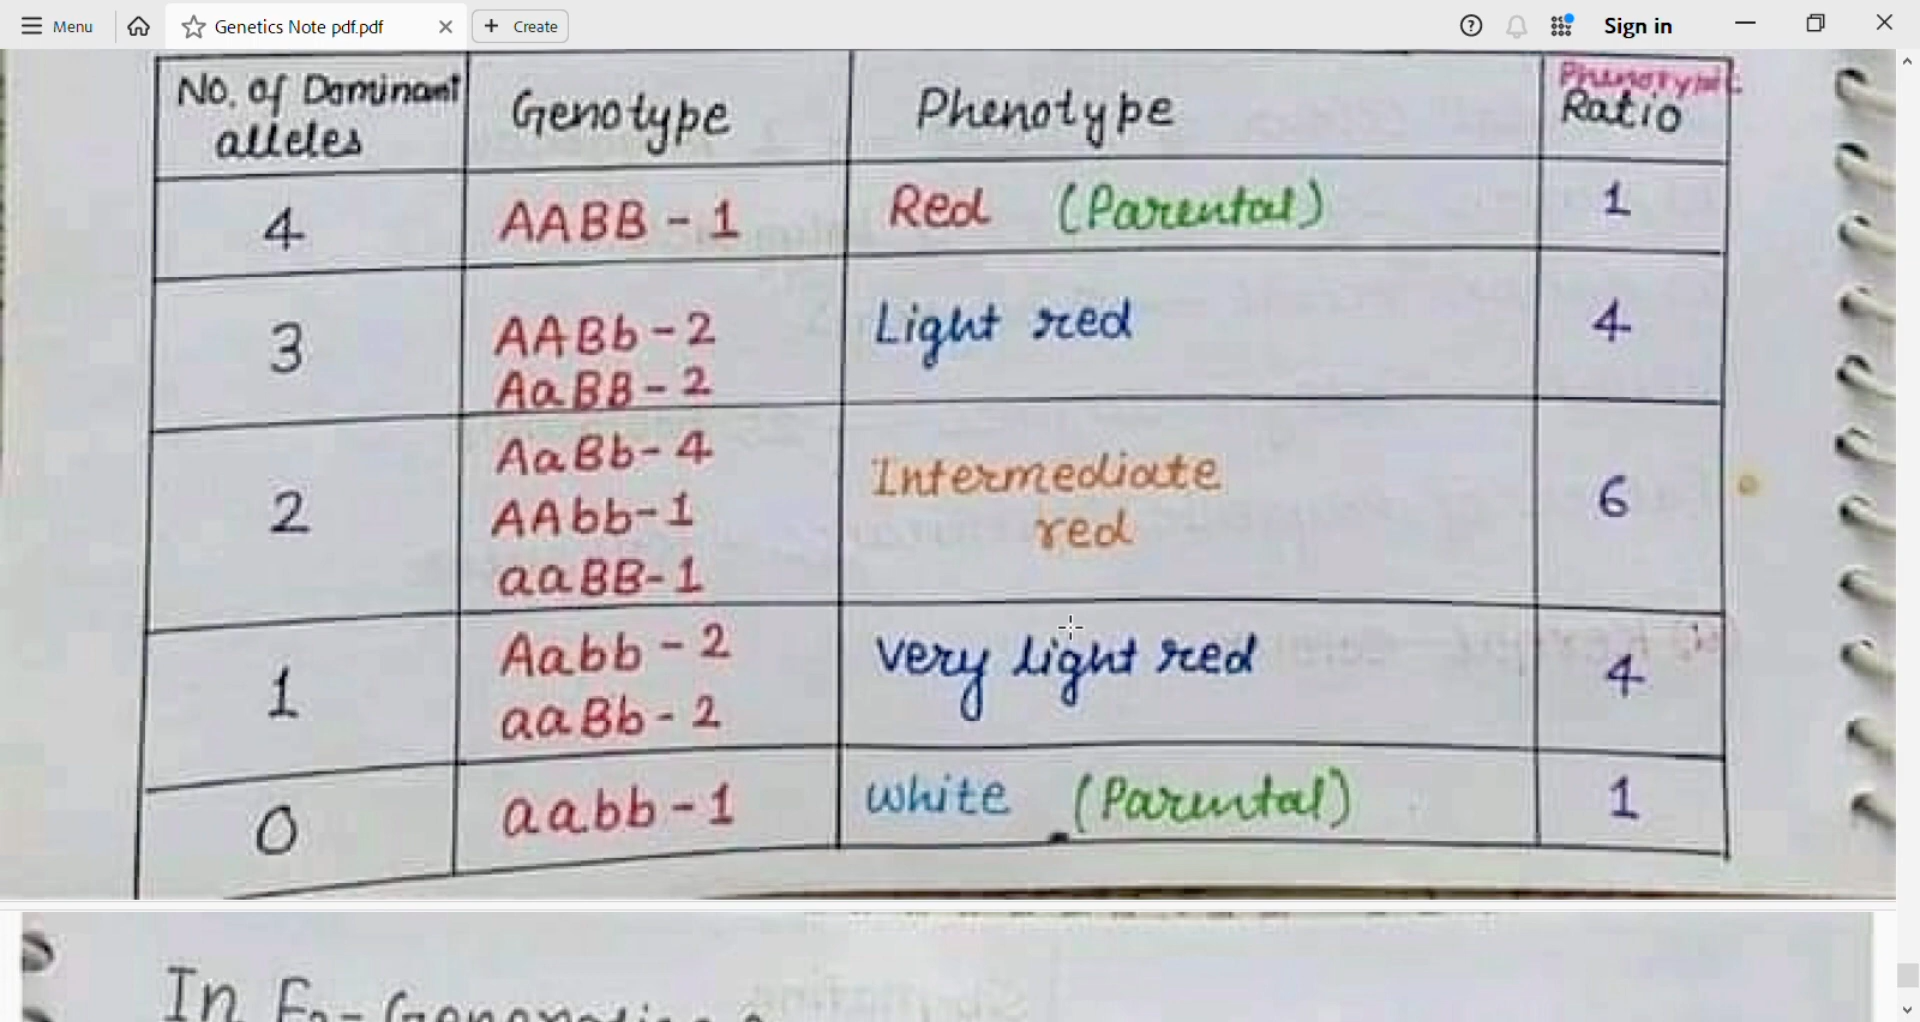 Menu
Genetics Note pdf.pdf
Create
Sign in
No. of Dominant alleles Genotype Phenotype Phenotypic Ratio
4 AABB - 1 Red (Parental) 1
3 AABb - 2 Light red 4
AaBB - 2
2 AaBb - 4 Intermediate red 6
AAbb - 1
aaBB - 1
1 Aabb - 2 very light red 4
aaBb - 2
0 aabb - 1 white (Parental) 1
In F2 - Generation